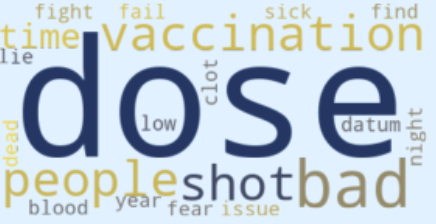 fight fail sick find
time vaccination
lie
dose
clot
low datum
dead night
people shot bad
blood year fear issue